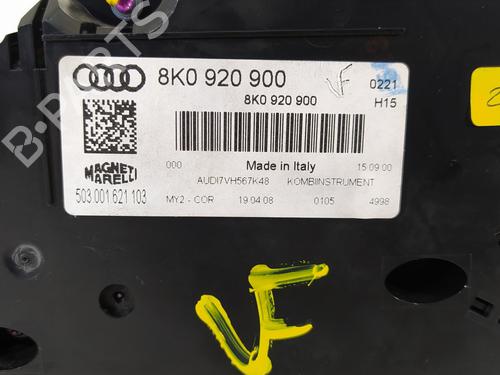 8K0 920 900
VF
0221
8K0 920 900
H15
MAGNETI
MARELLI
503.001 621 103
000
Made in Italy
15 09 00
AUDI7VH567K48
KOMBIINSTRUMENT
MY2 - COR
19 04 08
0105
4998
2
VF
B-PARTS